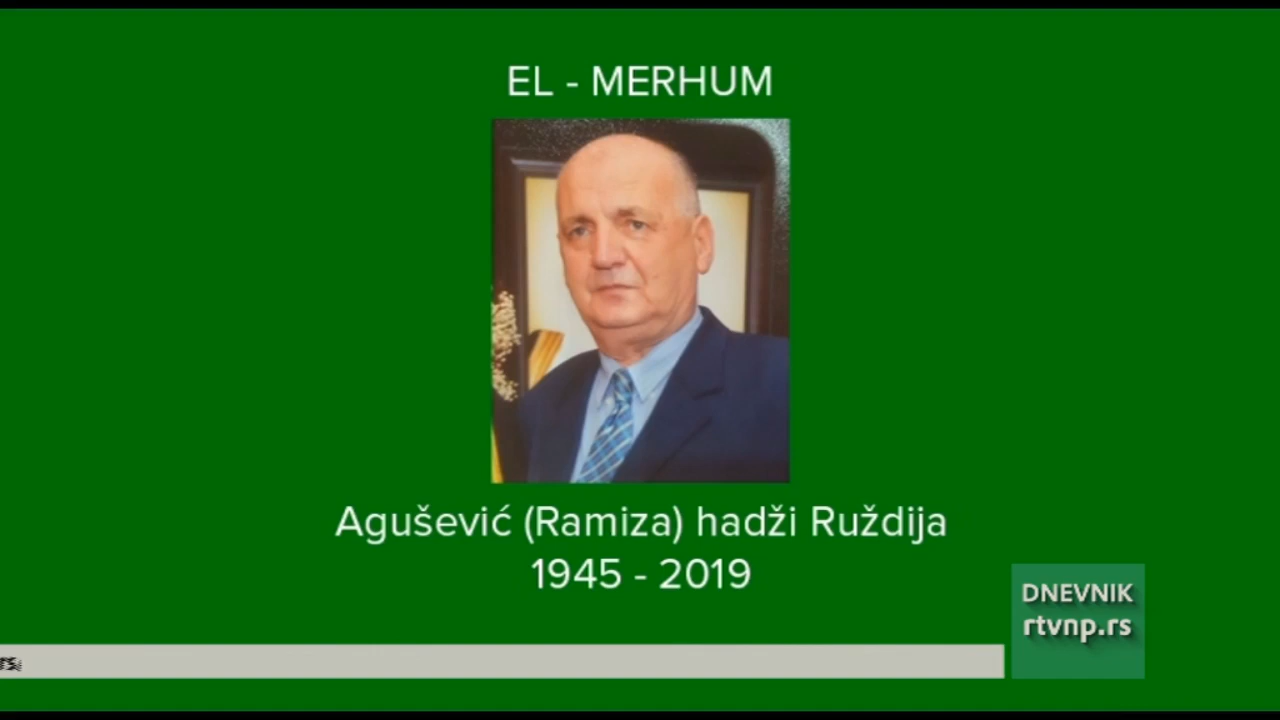 EL - MERHUM
Agušević (Ramiza) hadži Ruždija
1945 - 2019
DNEVNIK
rtvnp.rs